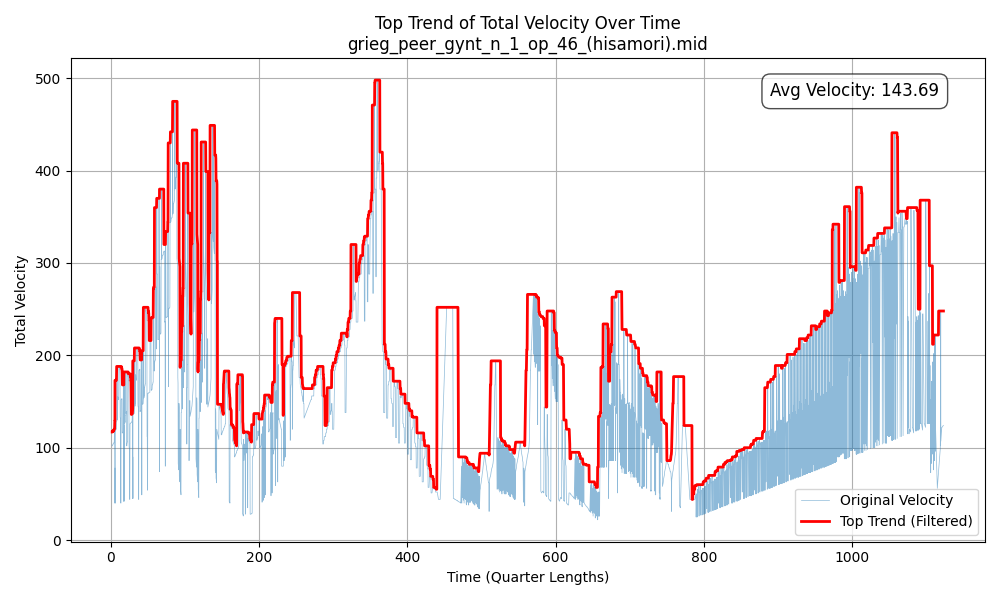 Top Trend of Total Velocity Over Time
grieg_peer_gynt_n_1_op_46_(hisamori).mid
Avg Velocity: 143.69
500
400
300
200
100
0
Total Velocity
Original Velocity
Top Trend (Filtered)
0 200 400 600 800 1000
Time (Quarter Lengths)